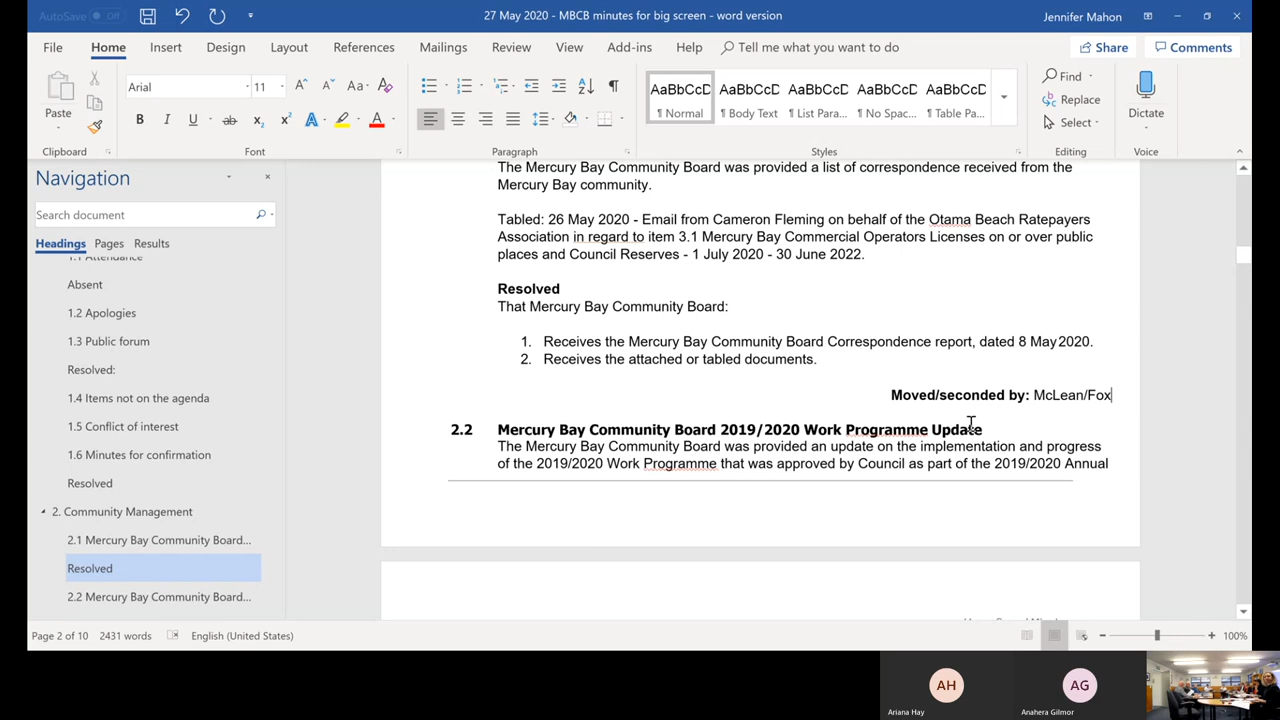 AutoSave Off 27 May 2020 - MBCB minutes for big screen - word version Jennifer Mahon
File Home Insert Design Layout References Mailings Review View Add-ins Help Tell me what you want to do Share Comments
Paste
Arial 11 Aa
B I U ab x₂ x² A A
AaBbCcD AaBbCcD AaBbCcD AaBbCcD AaBbCcD
¶ Normal ¶ Body Text ¶ List Para... ¶ No Spac... ¶ Table Pa...
Find
Replace
Select
Dictate
Clipboard Font Paragraph Styles Editing Voice
Navigation
Search document
Headings Pages Results
1.1 Attendance
Absent
1.2 Apologies
1.3 Public forum
Resolved:
1.4 Items not on the agenda
1.5 Conflict of interest
1.6 Minutes for confirmation
Resolved
2. Community Management
2.1 Mercury Bay Community Board...
Resolved
2.2 Mercury Bay Community Board...
The Mercury Bay Community Board was provided a list of correspondence received from the
Mercury Bay community.
Tabled: 26 May 2020 - Email from Cameron Fleming on behalf of the Otama Beach Ratepayers
Association in regard to item 3.1 Mercury Bay Commercial Operators Licenses on or over public
places and Council Reserves - 1 July 2020 - 30 June 2022.
Resolved
That Mercury Bay Community Board:
1. Receives the Mercury Bay Community Board Correspondence report, dated 8 May 2020.
2. Receives the attached or tabled documents.
Moved/seconded by: McLean/Fox
2.2 Mercury Bay Community Board 2019/2020 Work Programme Update
The Mercury Bay Community Board was provided an update on the implementation and progress
of the 2019/2020 Work Programme that was approved by Council as part of the 2019/2020 Annual
Page 2 of 10 2431 words English (United States) 100%
AH AG
Ariana Hay Anahera Gilmor